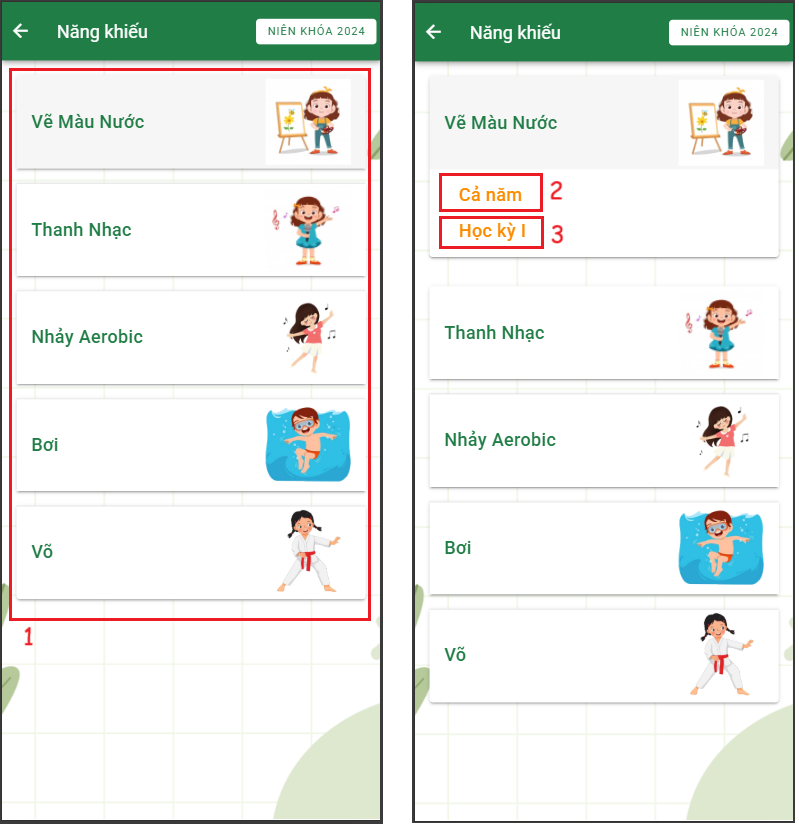 Năng khiếu NIÊN KHÓA 2024
Vẽ Màu Nước
Thanh Nhạc
Nhảy Aerobic
Bơi
Võ
1
Năng khiếu NIÊN KHÓA 2024
Vẽ Màu Nước
Cả năm 2
Học kỳ I 3
Thanh Nhạc
Nhảy Aerobic
Bơi
Võ